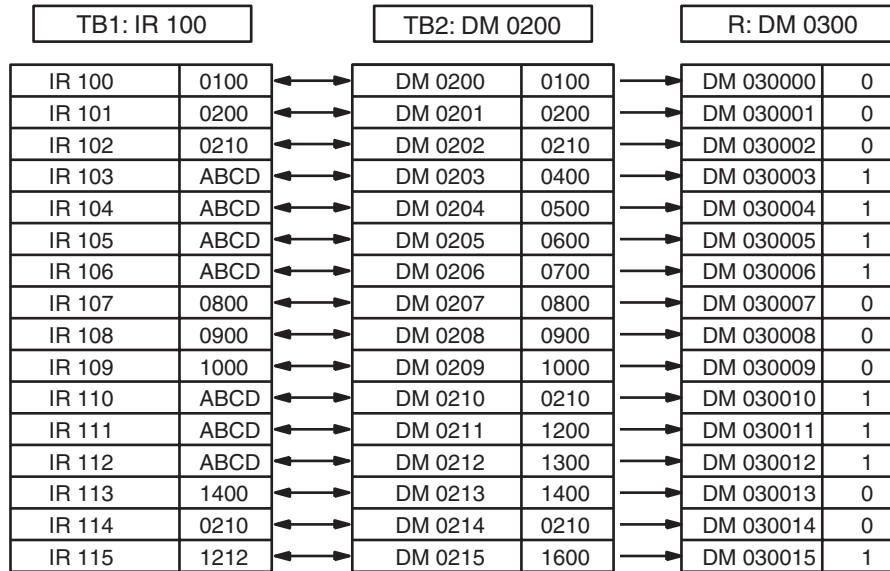 TB1: IR 100 TB2: DM 0200 R: DM 0300
IR 100 0100 DM 0200 0100 DM 030000 0
IR 101 0200 DM 0201 0200 DM 030001 0
IR 102 0210 DM 0202 0210 DM 030002 0
IR 103 ABCD DM 0203 0400 DM 030003 1
IR 104 ABCD DM 0204 0500 DM 030004 1
IR 105 ABCD DM 0205 0600 DM 030005 1
IR 106 ABCD DM 0206 0700 DM 030006 1
IR 107 0800 DM 0207 0800 DM 030007 0
IR 108 0900 DM 0208 0900 DM 030008 0
IR 109 1000 DM 0209 1000 DM 030009 0
IR 110 ABCD DM 0210 0210 DM 030010 1
IR 111 ABCD DM 0211 1200 DM 030011 1
IR 112 ABCD DM 0212 1300 DM 030012 1
IR 113 1400 DM 0213 1400 DM 030013 0
IR 114 0210 DM 0214 0210 DM 030014 0
IR 115 1212 DM 0215 1600 DM 030015 1